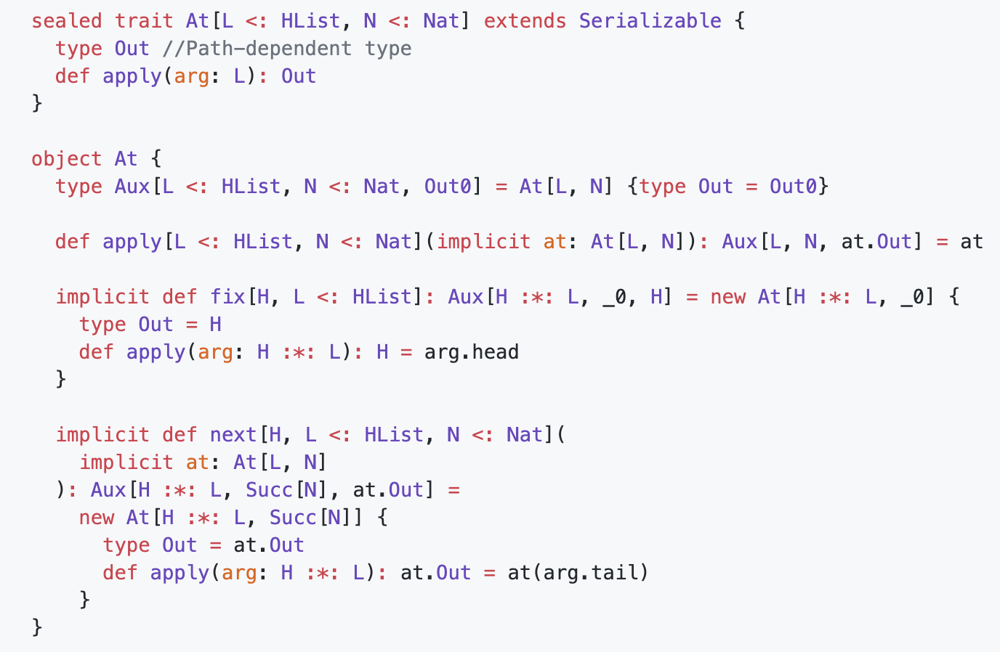 sealed trait At[L <: HList, N <: Nat] extends Serializable {
  type Out //Path-dependent type
  def apply(arg: L): Out
}

object At {
  type Aux[L <: HList, N <: Nat, Out0] = At[L, N] {type Out = Out0}

  def apply[L <: HList, N <: Nat](implicit at: At[L, N]): Aux[L, N, at.Out] = at

  implicit def fix[H, L <: HList]: Aux[H :*: L, _0, H] = new At[H :*: L, _0] {
    type Out = H
    def apply(arg: H :*: L): H = arg.head
  }

  implicit def next[H, L <: HList, N <: Nat](
    implicit at: At[L, N]
  ): Aux[H :*: L, Succ[N], at.Out] =
    new At[H :*: L, Succ[N]] {
      type Out = at.Out
      def apply(arg: H :*: L): at.Out = at(arg.tail)
    }
}